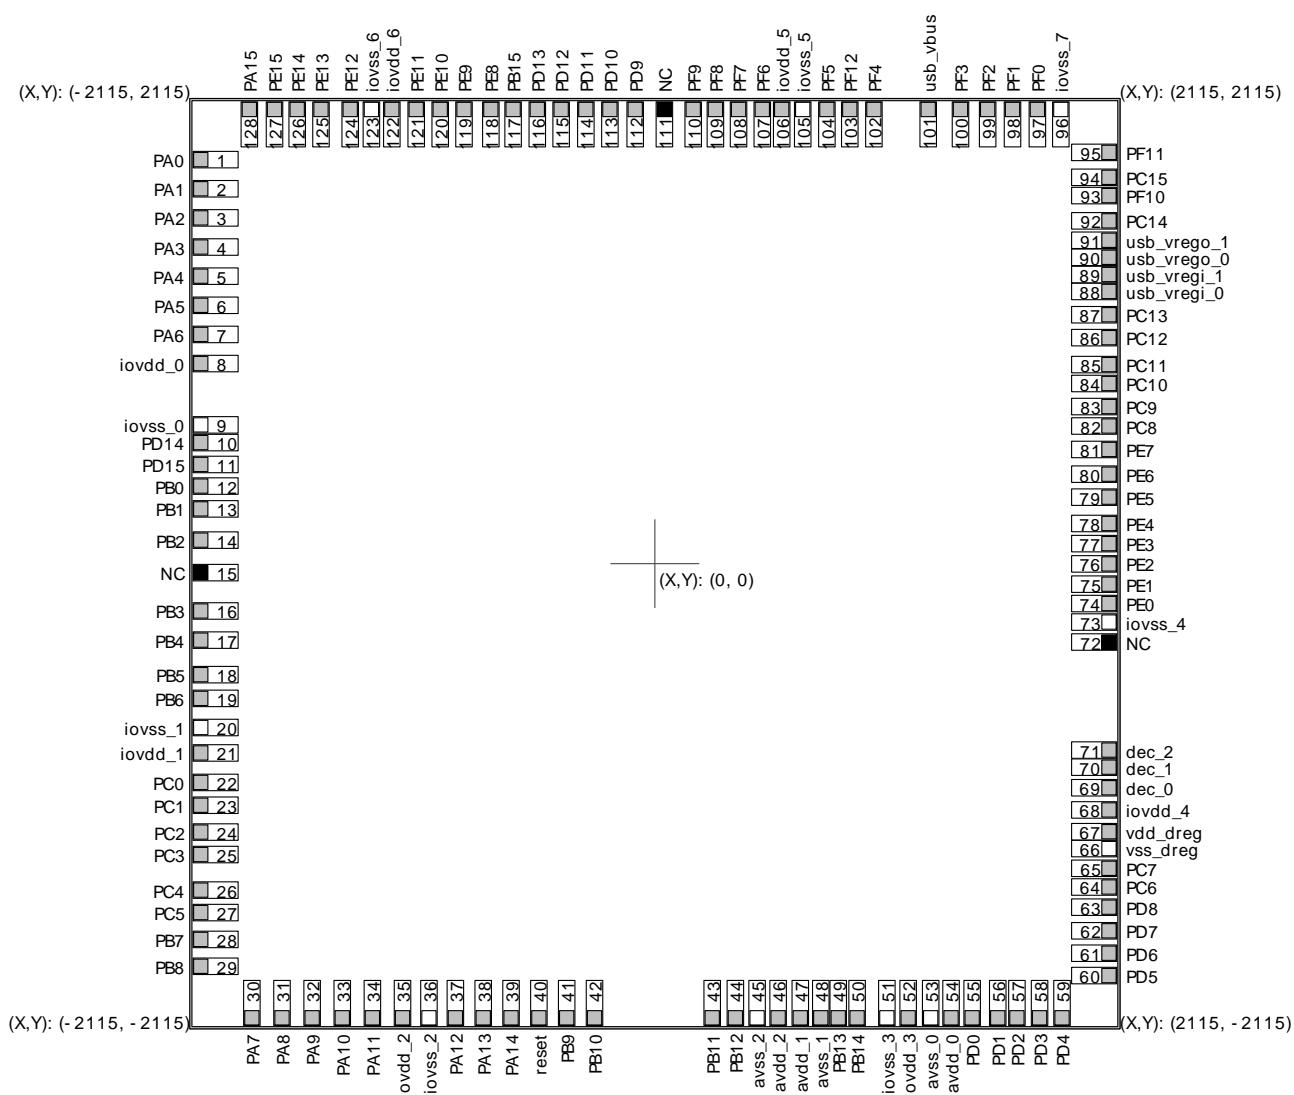 PA15 PE15 PE14 PE13 PE12 iovss_6 iovdd_6 PE11 PE10 PE9 PE8 PB15 PD13 PD12 PD11 PD10 PD9 NC PF9 PF8 PF7 PF6 iovdd_5 iovss_5 PF5 PF12 PF4 usb_vbus PF3 PF2 PF1 PF0 iovss_7
(X,Y): (-2115, 2115)
(X,Y): (2115, 2115)
128 127 126 125 124 123 122 121 120 119 118 117 116 115 114 113 112 111 110 109 108 107 106 105 104 103 102 101 100 99 98 97 96
PA0 1
PA1 2
PA2 3
PA3 4
PA4 5
PA5 6
PA6 7
iovdd_0 8
iovss_0 9
PD14 10
PD15 11
PB0 12
PB1 13
PB2 14
NC 15
PB3 16
PB4 17
PB5 18
PB6 19
iovss_1 20
iovdd_1 21
PC0 22
PC1 23
PC2 24
PC3 25
PC4 26
PC5 27
PB7 28
PB8 29
(X,Y): (0, 0)
95 PF11
94 PC15
93 PF10
92 PC14
91 usb_vrego_1
90 usb_vrego_0
89 usb_vregi_1
88 usb_vregi_0
87 PC13
86 PC12
85 PC11
84 PC10
83 PC9
82 PC8
81 PE7
80 PE6
79 PE5
78 PE4
77 PE3
76 PE2
75 PE1
74 PE0
73 iovss_4
72 NC
71 dec_2
70 dec_1
69 dec_0
68 iovdd_4
67 vdd_dreg
66 vss_dreg
65 PC7
64 PC6
63 PD8
62 PD7
61 PD6
60 PD5
30 31 32 33 34 35 36 37 38 39 40 41 42 43 44 45 46 47 48 49 50 51 52 53 54 55 56 57 58 59
(X,Y): (-2115, -2115)
(X,Y): (2115, -2115)
PA7 PA8 PA9 PA10 PA11 ovdd_2 iovss_2 PA12 PA13 PA14 reset PB9 PB10 PB11 PB12 avss_2 avdd_2 avdd_1 avss_1 PB13 PB14 iovss_3 ovdd_3 avss_0 avdd_0 PD0 PD1 PD2 PD3 PD4